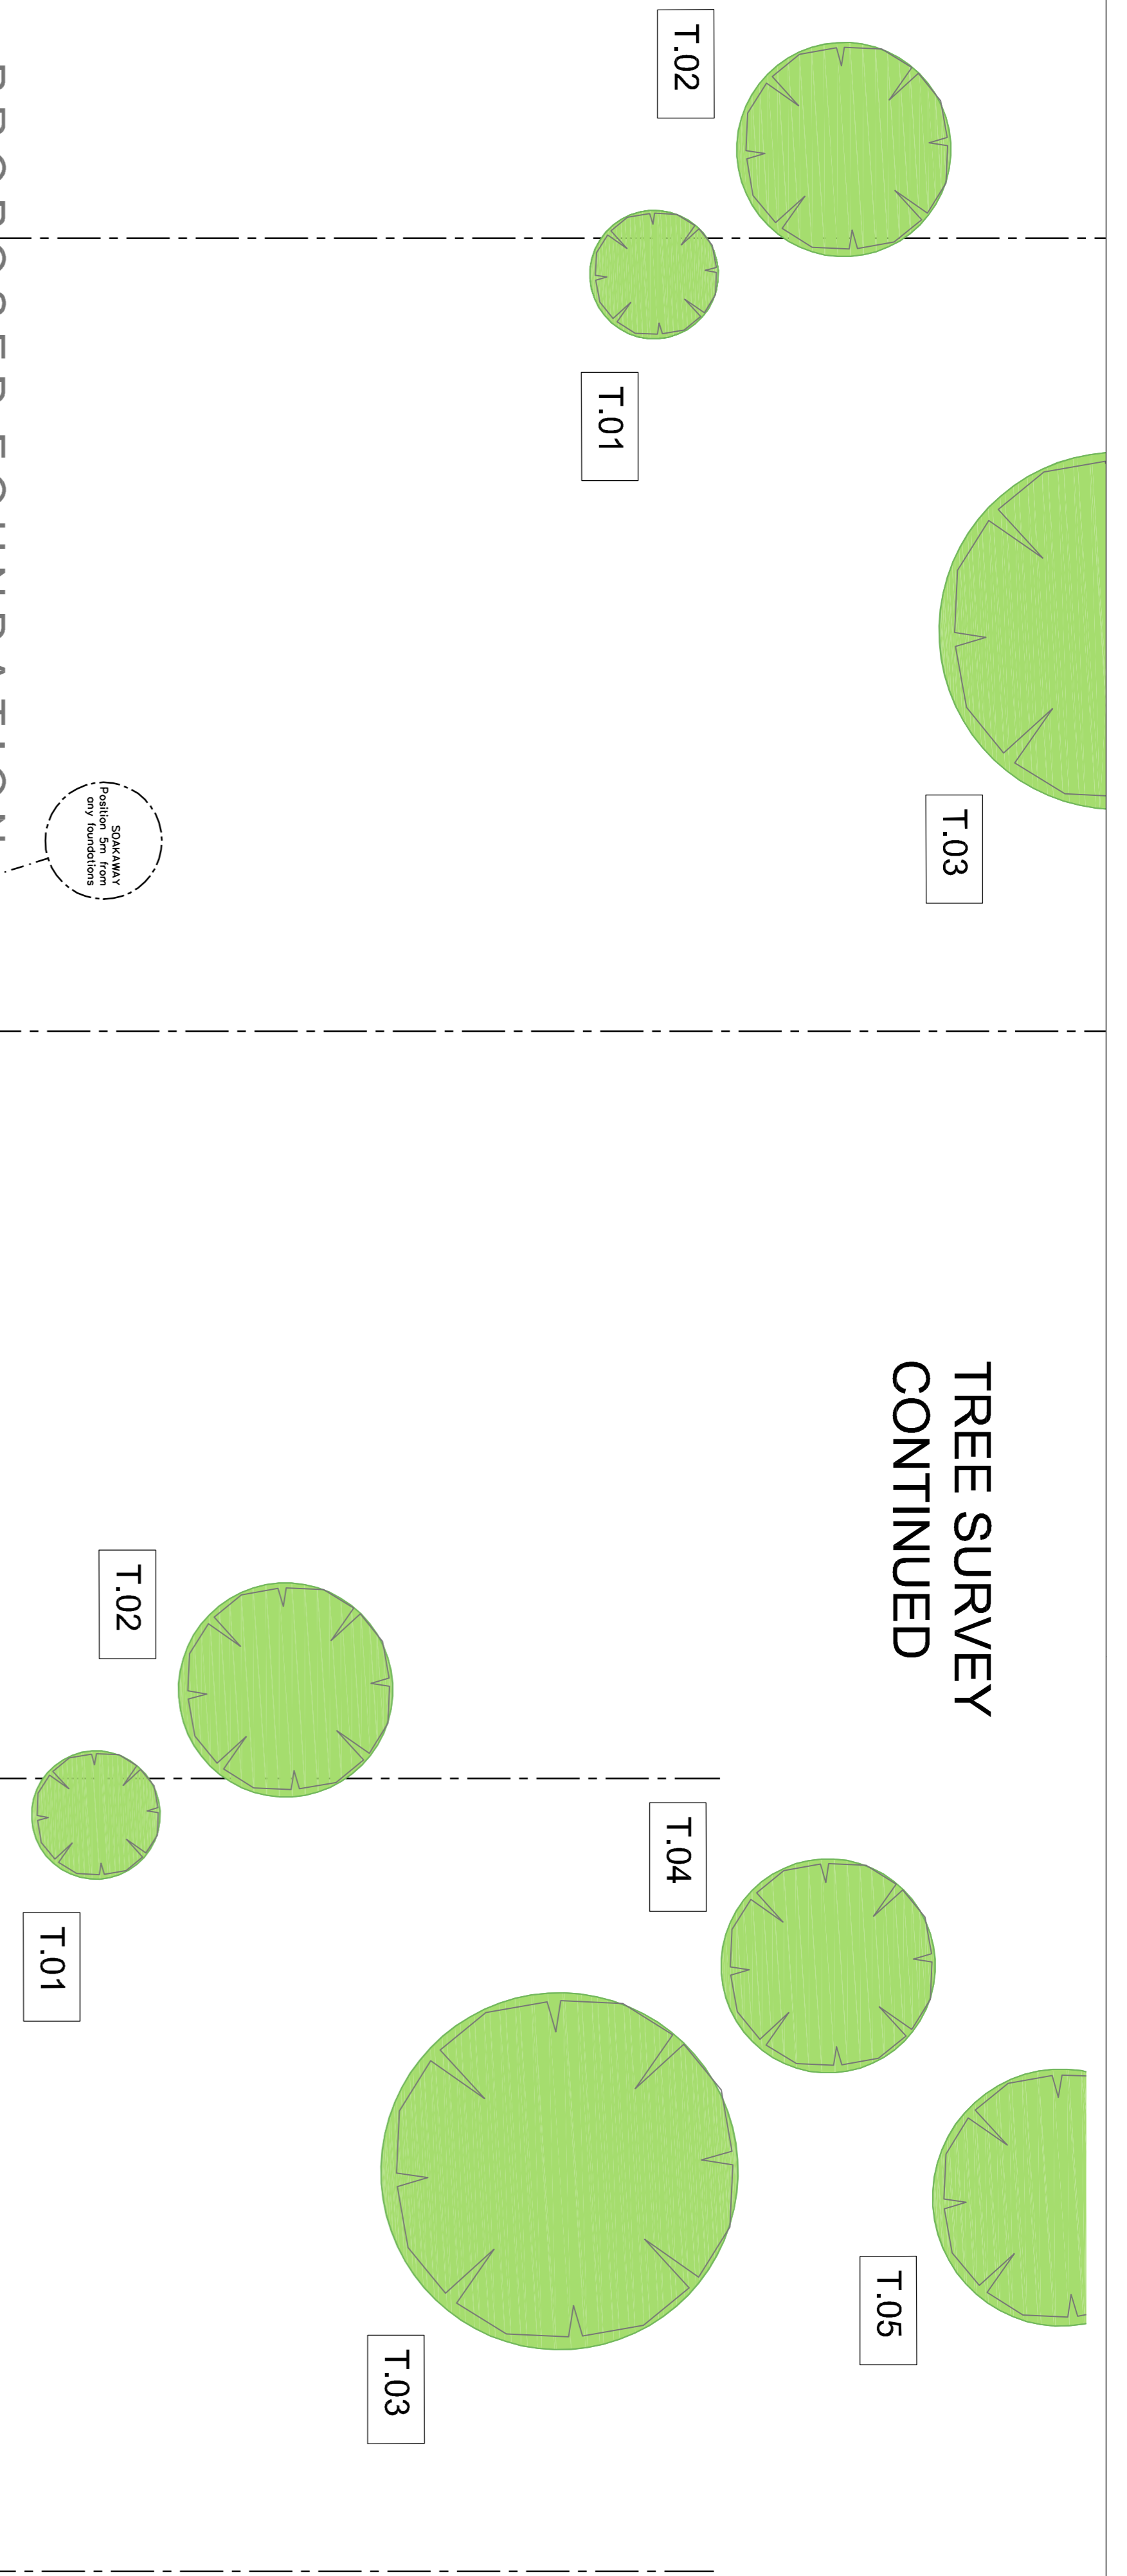 T.02
T.01
T.03
SOAKAWAY
Position 5m from
any foundations
TREE SURVEY
CONTINUED
T.02
T.01
T.04
T.03
T.05